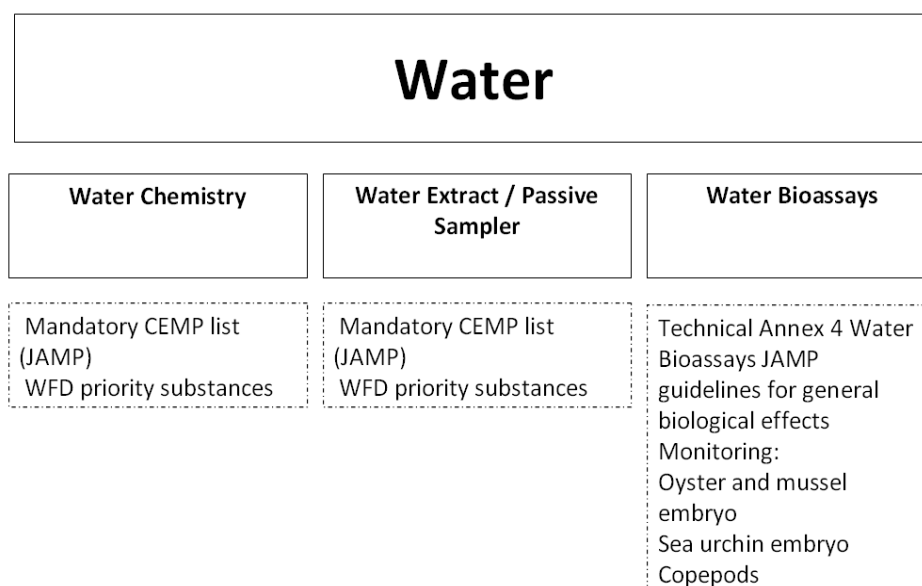 Water
Water Chemistry
Water Extract / Passive
Sampler
Water Bioassays
Mandatory CEMP list
(JAMP)
WFD priority substances
Mandatory CEMP list
(JAMP)
WFD priority substances
Technical Annex 4 Water
Bioassays JAMP
guidelines for general
biological effects
Monitoring:
Oyster and mussel
embryo
Sea urchin embryo
Copepods